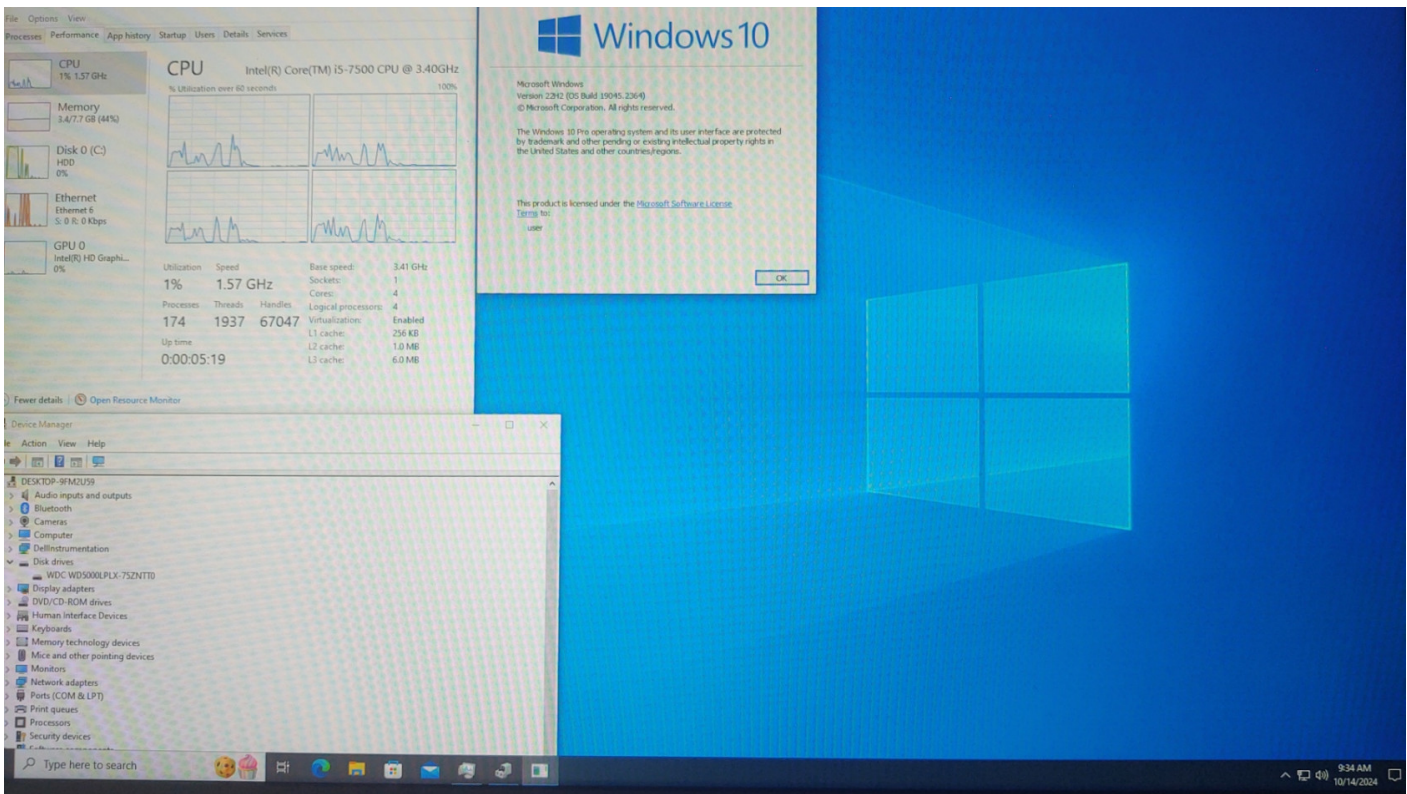 File Options View
Processes Performance App history Startup Users Details Services
CPU
1% 1.57 GHz
Memory
3.4/7.7 GB (44%)
Disk 0 (C:)
HDD
0%
Ethernet
Ethernet 6
S: 0 R: 0 Kbps
GPU 0
Intel(R) HD Graphi...
0%
CPU Intel(R) Core(TM) i5-7500 CPU @ 3.40GHz
% Utilization over 60 seconds 100%
Utilization Speed
1% 1.57 GHz
Processes Threads Handles
174 1937 67047
Up time
0:00:05:19
Base speed: 3.41 GHz
Sockets: 1
Cores: 4
Logical processors: 4
Virtualization: Enabled
L1 cache: 256 KB
L2 cache: 1.0 MB
L3 cache: 6.0 MB
Fewer details Open Resource Monitor
Windows 10
Microsoft Windows
Version 22H2 (OS Build 19045.2364)
© Microsoft Corporation. All rights reserved.
The Windows 10 Pro operating system and its user interface are protected
by trademark and other pending or existing intellectual property rights in
the United States and other countries/regions.
This product is licensed under the Microsoft Software License
Terms to:
user
OK
Device Manager
Action View Help
DESKTOP-9FM2U59
Audio inputs and outputs
Bluetooth
Cameras
Computer
DellInstrumentation
Disk drives
WDC WD5000LPLX-75ZNTT0
Display adapters
DVD/CD-ROM drives
Human Interface Devices
Keyboards
Memory technology devices
Mice and other pointing devices
Monitors
Network adapters
Ports (COM & LPT)
Print queues
Processors
Security devices
Type here to search
9:34 AM
10/14/2024